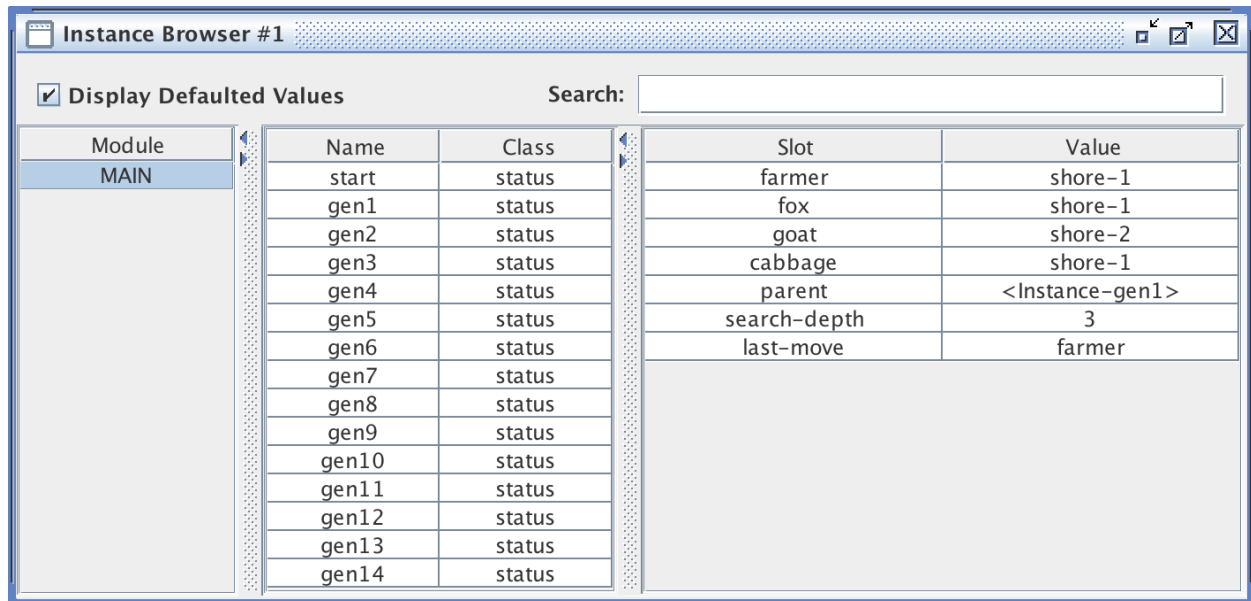 Instance Browser #1
Display Defaulted Values Search:
Module Name Class Slot Value
MAIN start status farmer shore-1
gen1 status fox shore-1
gen2 status goat shore-2
gen3 status cabbage shore-1
gen4 status parent <Instance-gen1>
gen5 status search-depth 3
gen6 status last-move farmer
gen7 status
gen8 status
gen9 status
gen10 status
gen11 status
gen12 status
gen13 status
gen14 status